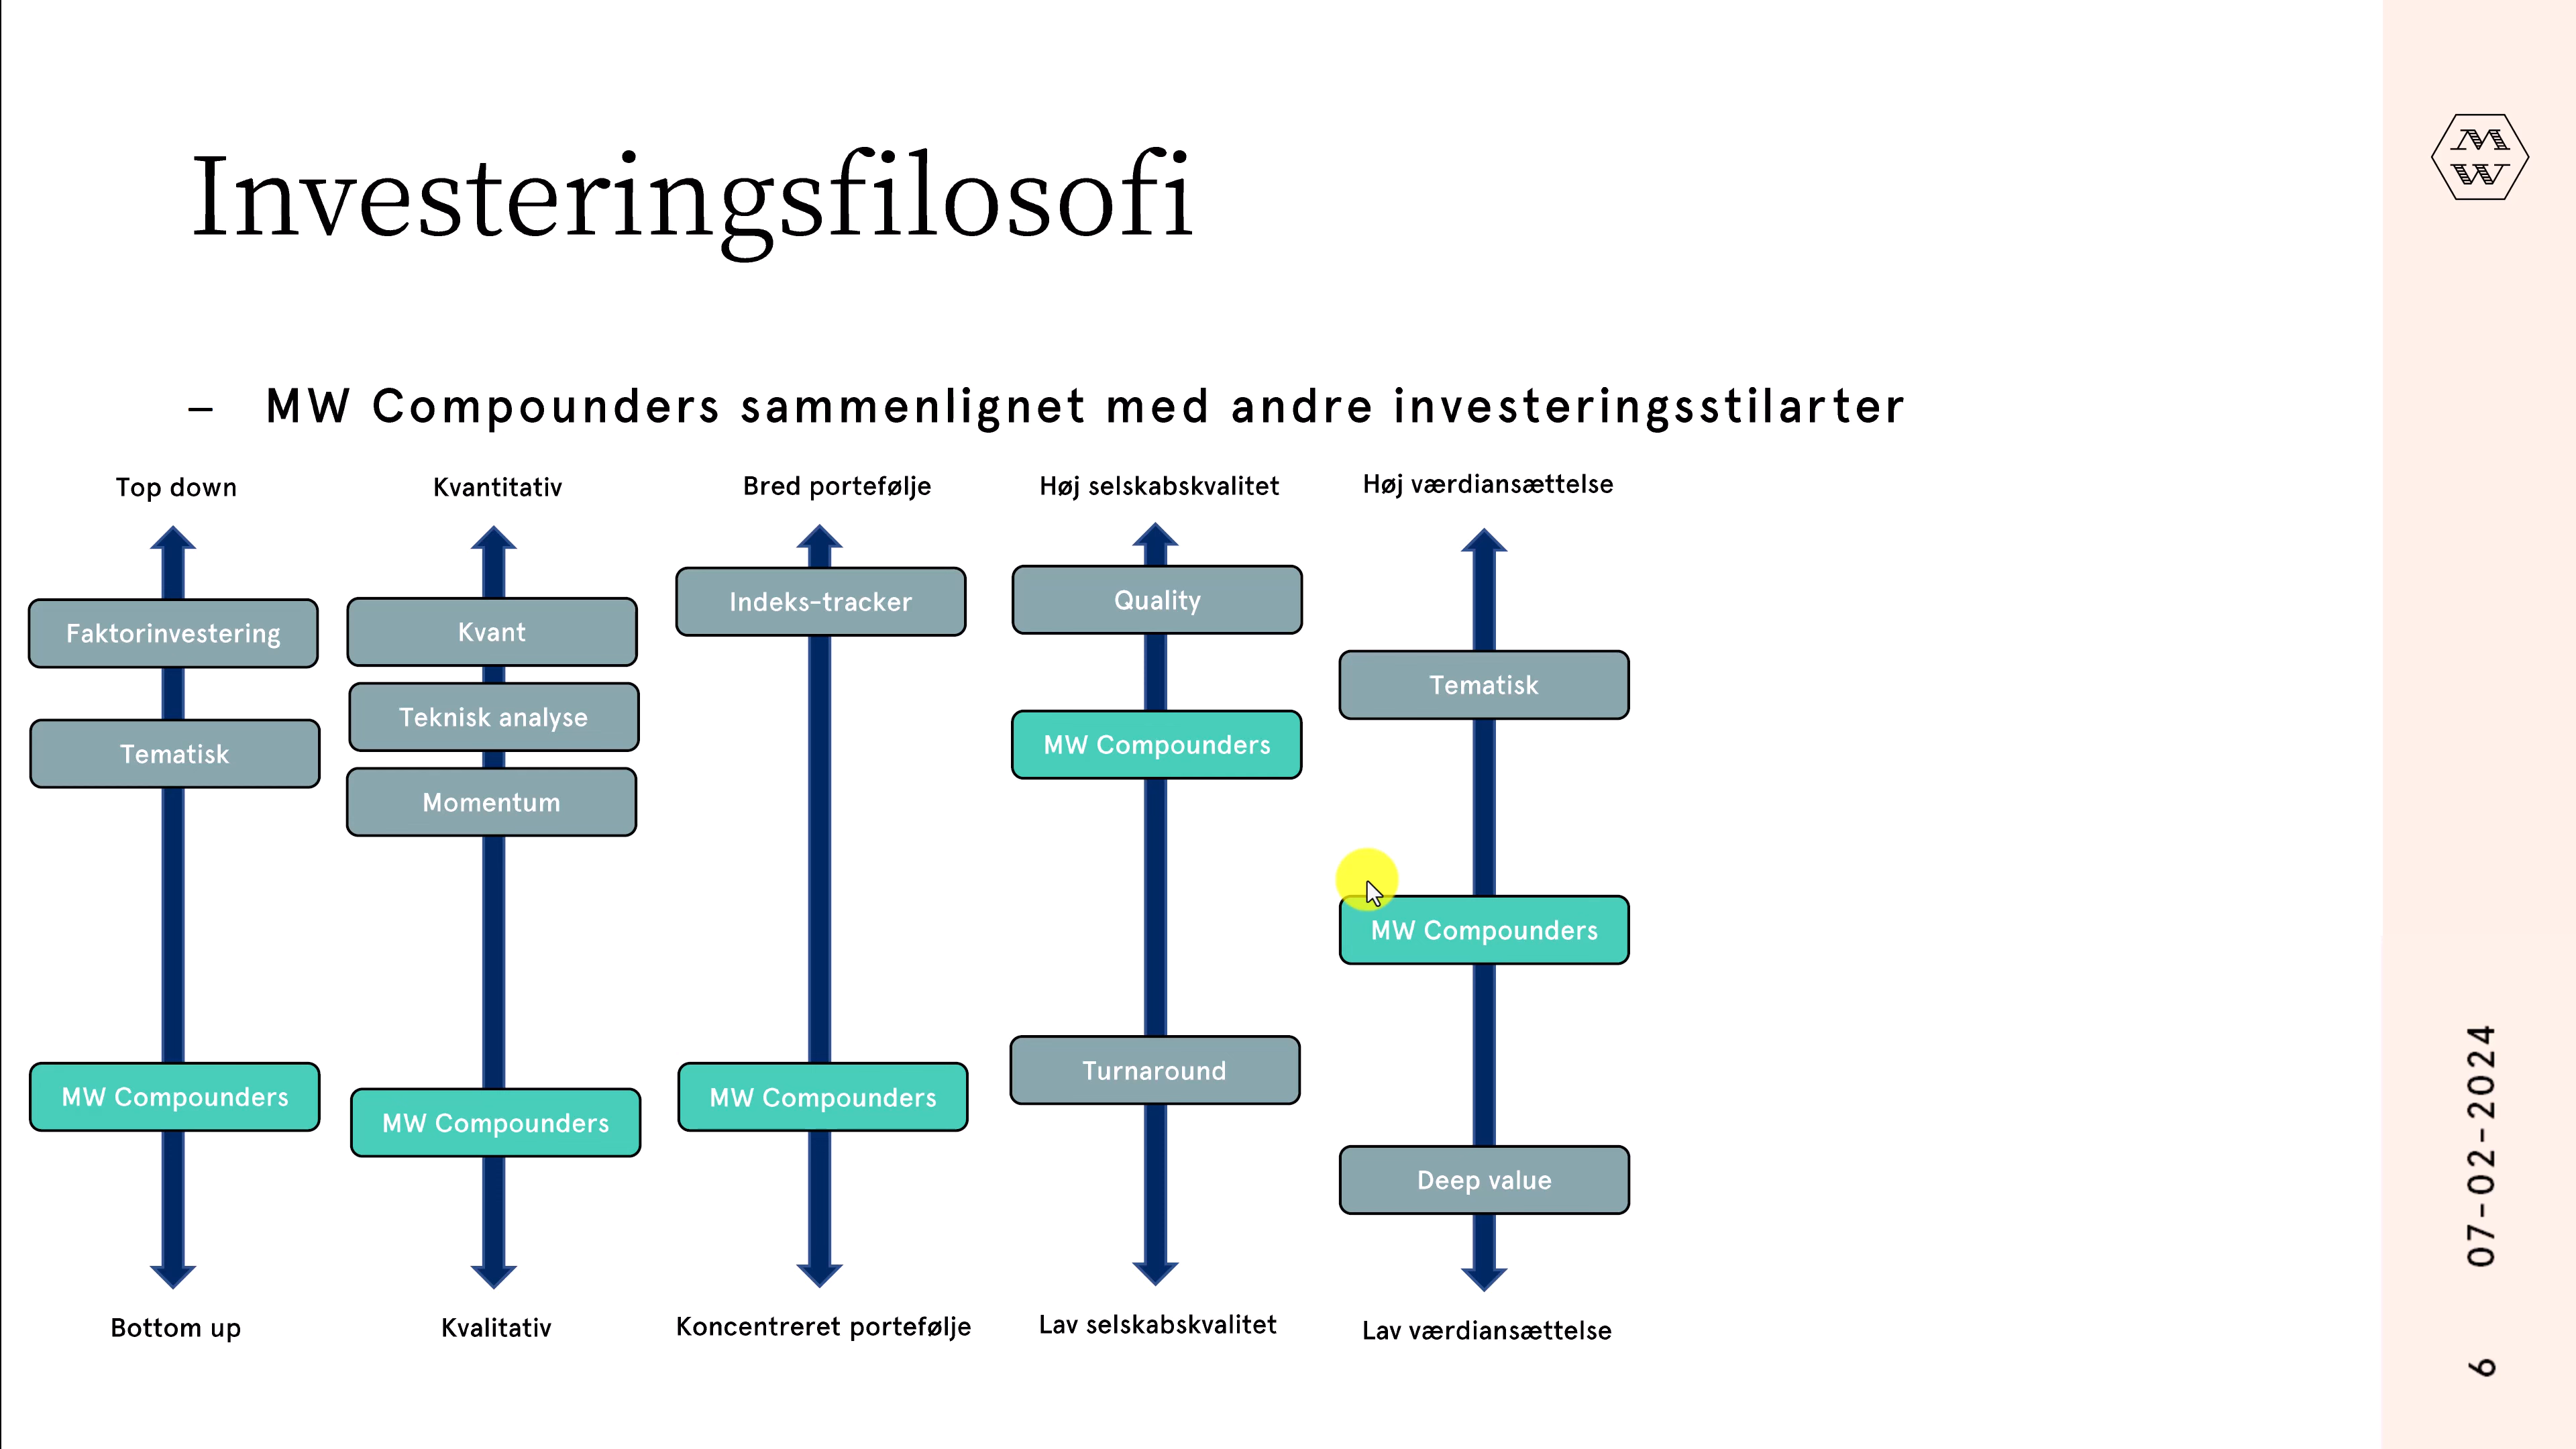 Investeringsfilosofi
– MW Compounders sammenlignet med andre investeringsstilarter
Top down
Faktorinvestering
Tematisk
MW Compounders
Bottom up
Kvantitativ
Kvant
Teknisk analyse
Momentum
MW Compounders
Kvalitativ
Bred portefølje
Indeks-tracker
MW Compounders
Koncentreret portefølje
Høj selskabskvalitet
Quality
MW Compounders
Turnaround
Lav selskabskvalitet
Høj værdiansættelse
Tematisk
MW Compounders
Deep value
Lav værdiansættelse
MW
07-02-2024
6